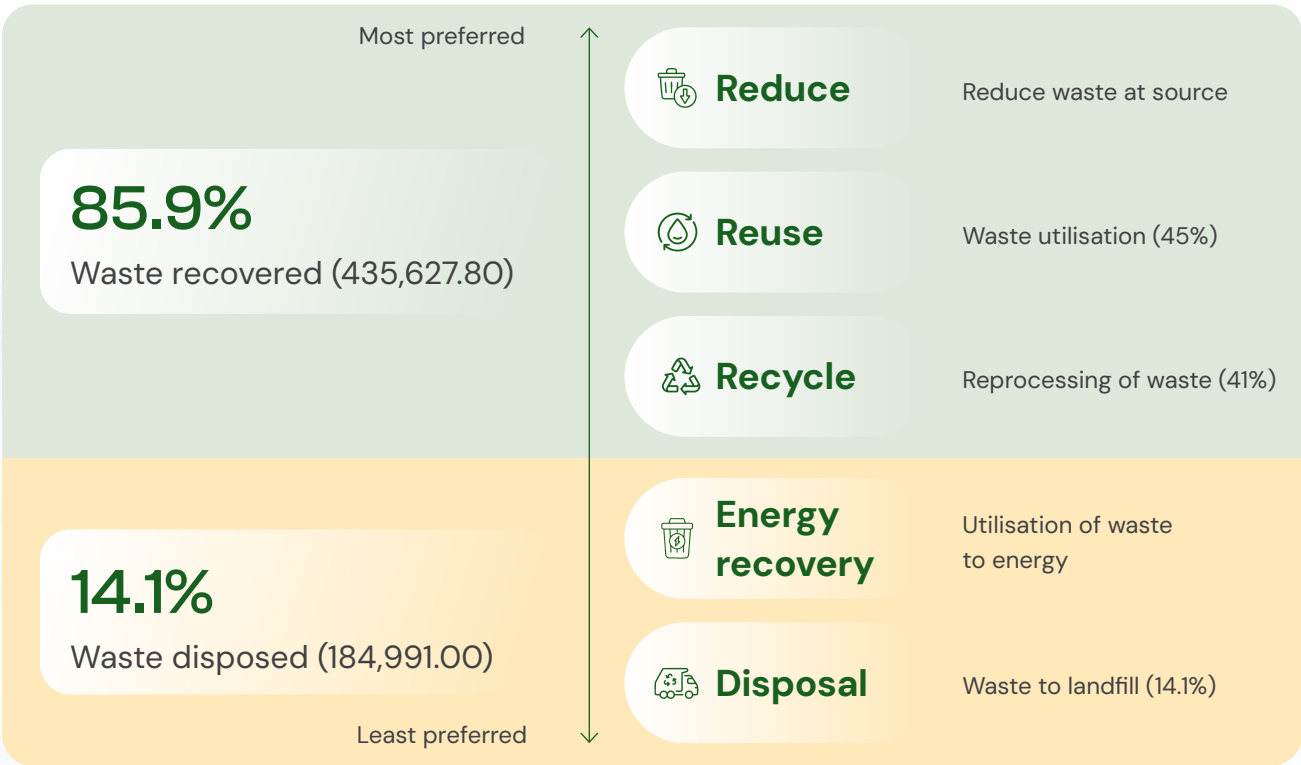 Most preferred
85.9%
Waste recovered (435,627.80)
14.1%
Waste disposed (184,991.00)
Least preferred
Reduce
Reduce waste at source
Reuse
Waste utilisation (45%)
Recycle
Reprocessing of waste (41%)
Energy
recovery
Utilisation of waste
to energy
Disposal
Waste to landfill (14.1%)